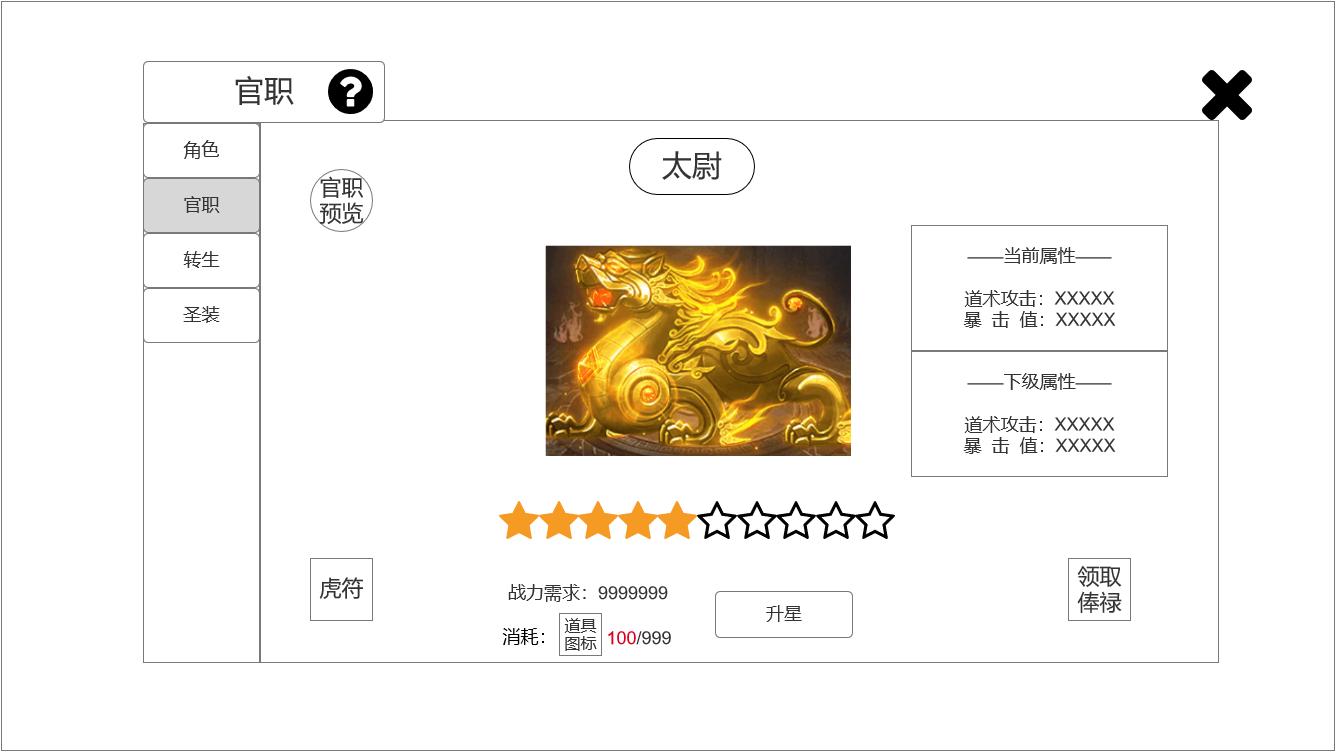 官职
角色
官职
转生
圣装
官职
预览
太尉
——当前属性——
道术攻击：XXXXX
暴 击 值：XXXXX
——下级属性——
道术攻击：XXXXX
暴 击 值：XXXXX
虎符
战力需求：9999999
消耗：
道具
图标
100/999
升星
领取
俸禄